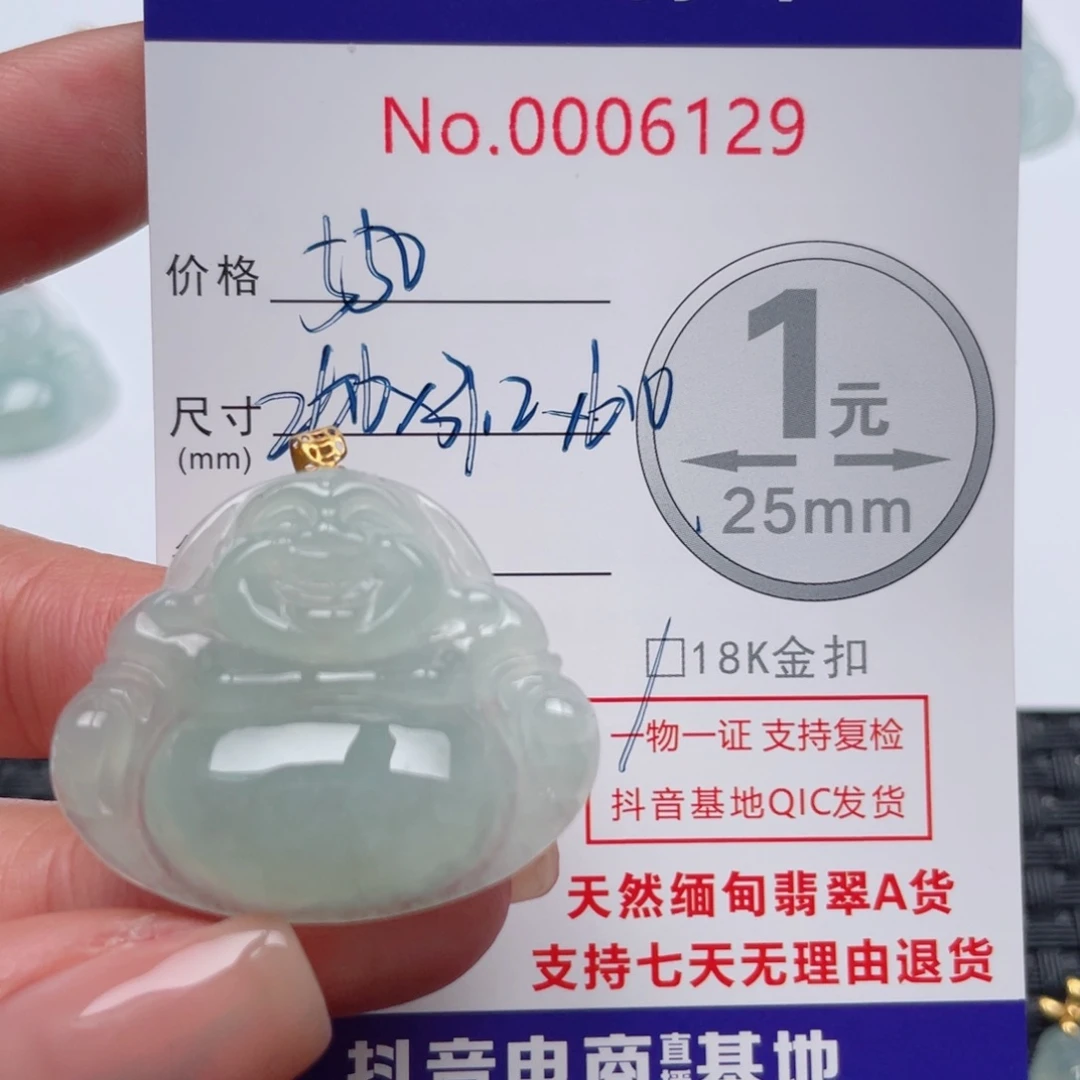 No.0006129
价格
尺寸
(mm)
1元
25mm
18K金扣
一物一证 支持复检
抖音基地QIC发货
天然缅甸翡翠A货
支持七天无理由退货
抖音电商直播基地